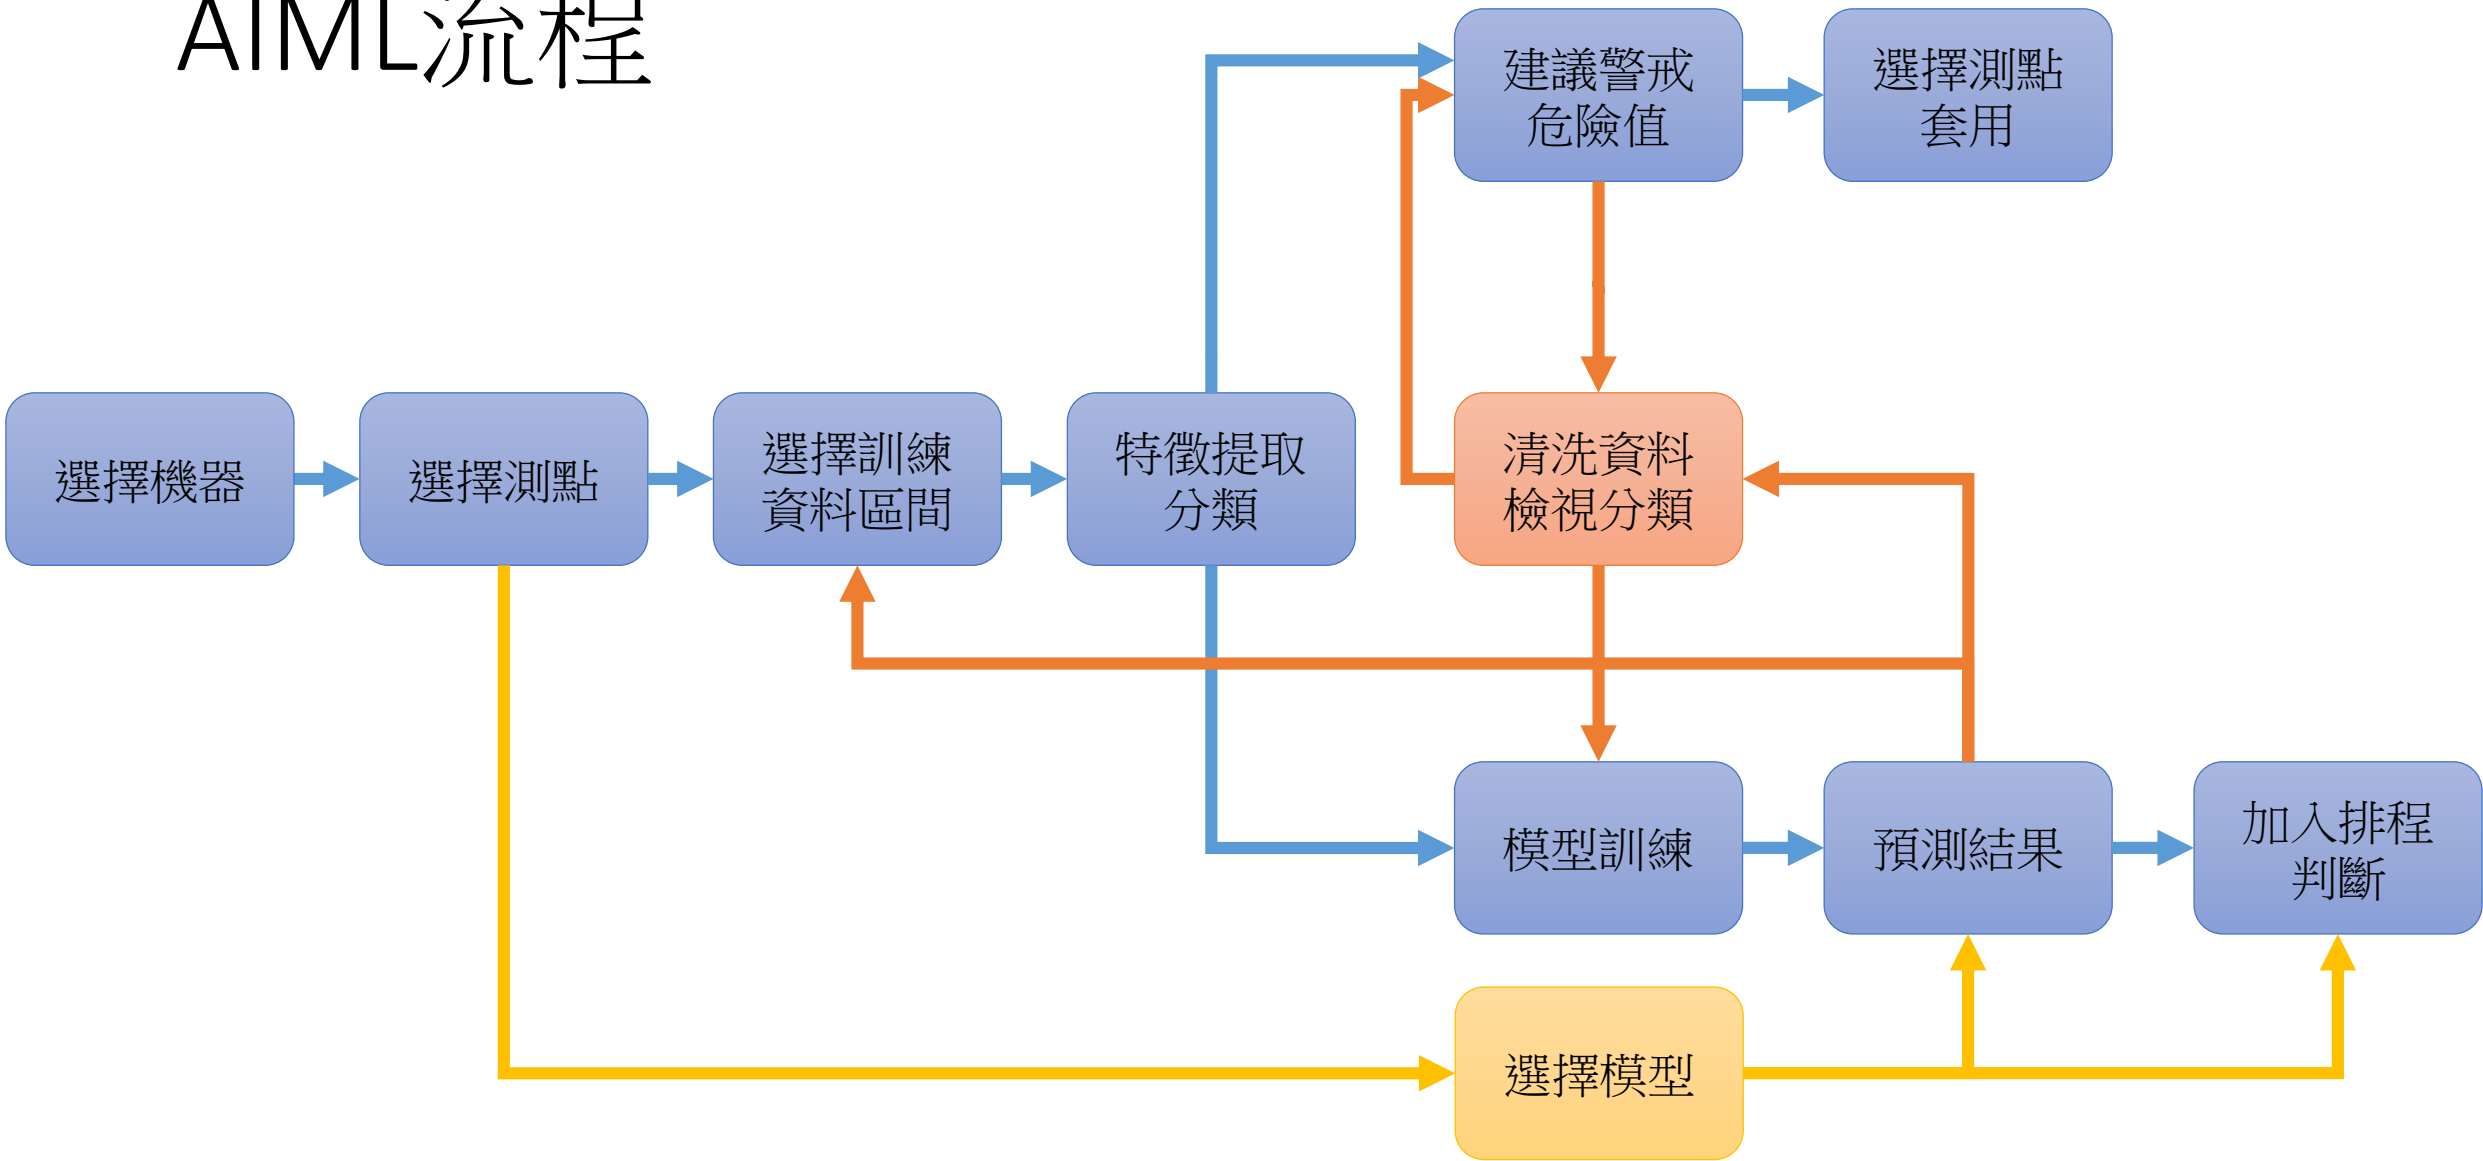 AIML流程
建議警戒
危險值
選擇測點
套用
選擇機器
選擇測點
選擇訓練
資料區間
特徵提取
分類
清洗資料
檢視分類
模型訓練
預測結果
加入排程
判斷
選擇模型